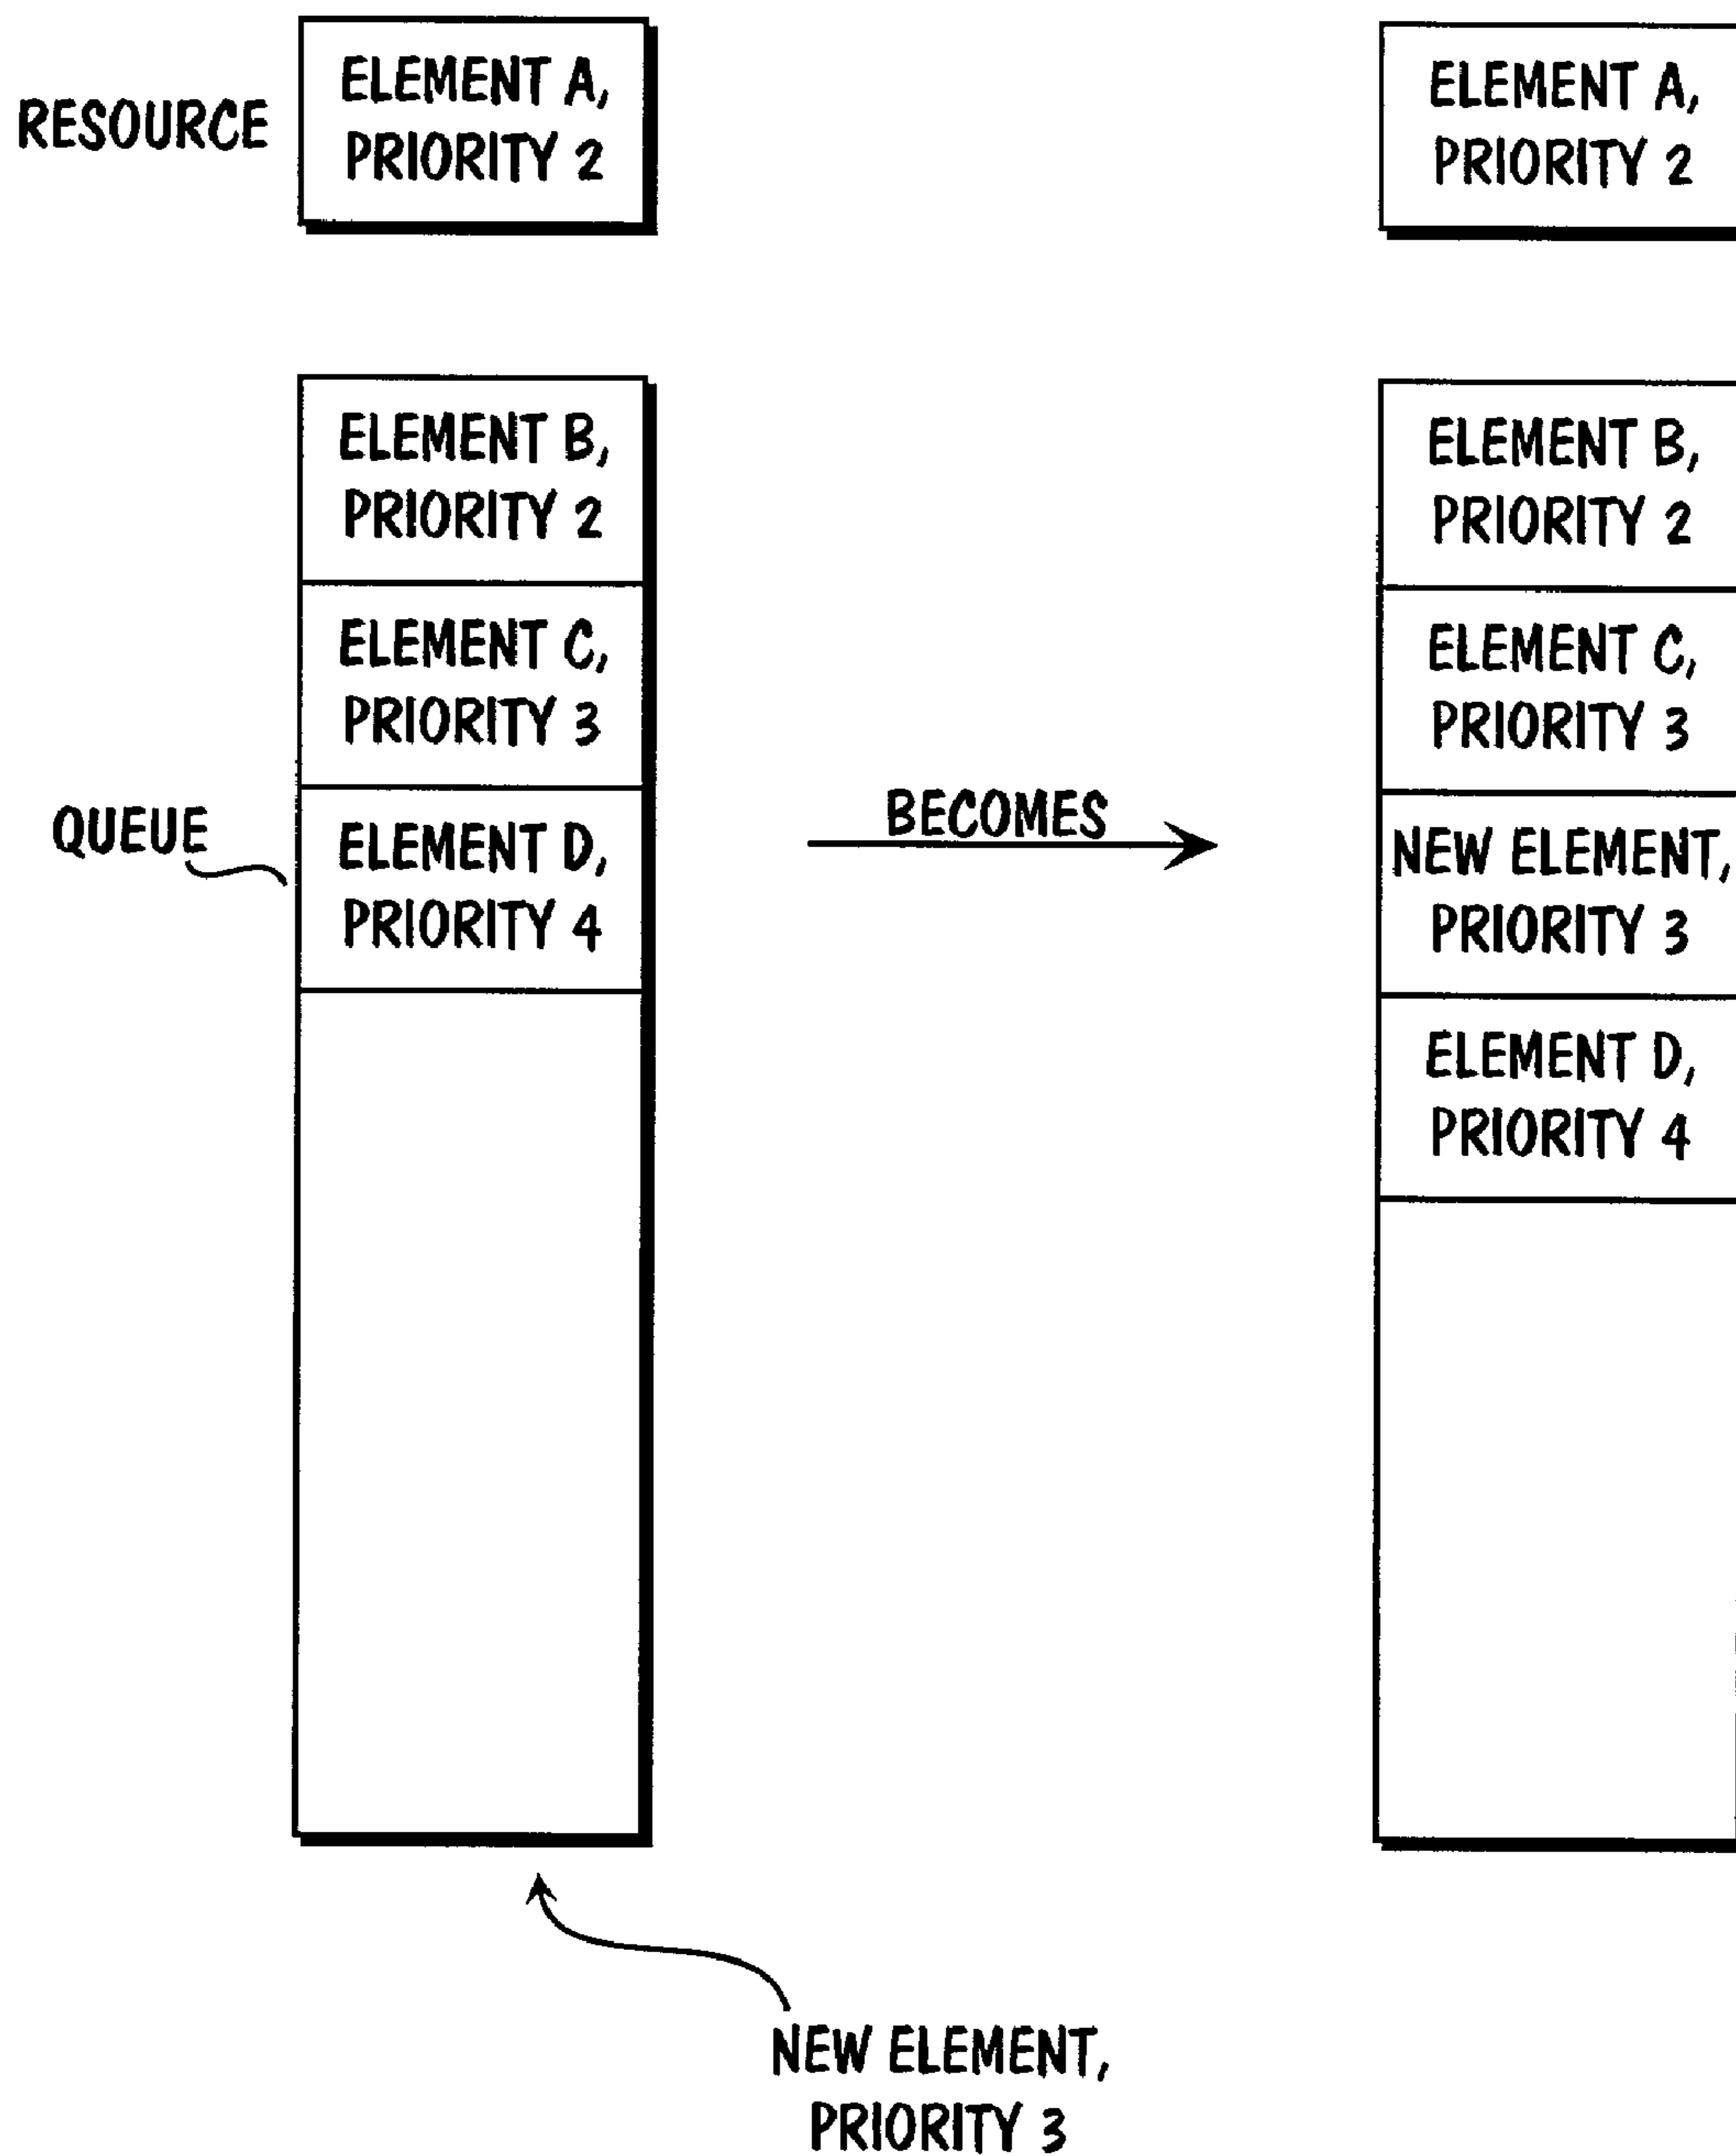 RESOURCE
ELEMENT A,
PRIORITY 2
QUEUE
ELEMENT B,
PRIORITY 2
ELEMENT C,
PRIORITY 3
ELEMENT D,
PRIORITY 4
BECOMES
NEW ELEMENT,
PRIORITY 3
ELEMENT A,
PRIORITY 2
ELEMENT B,
PRIORITY 2
ELEMENT C,
PRIORITY 3
NEW ELEMENT,
PRIORITY 3
ELEMENT D,
PRIORITY 4